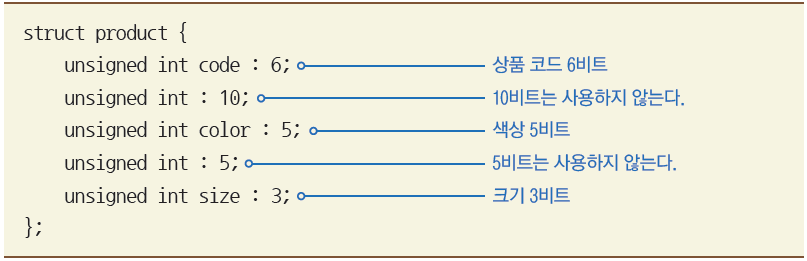 struct product {
unsigned int code : 6; 상품 코드 6비트
unsigned int : 10; 10비트는 사용하지 않는다.
unsigned int color : 5; 색상 5비트
unsigned int : 5; 5비트는 사용하지 않는다.
unsigned int size : 3; 크기 3비트
};